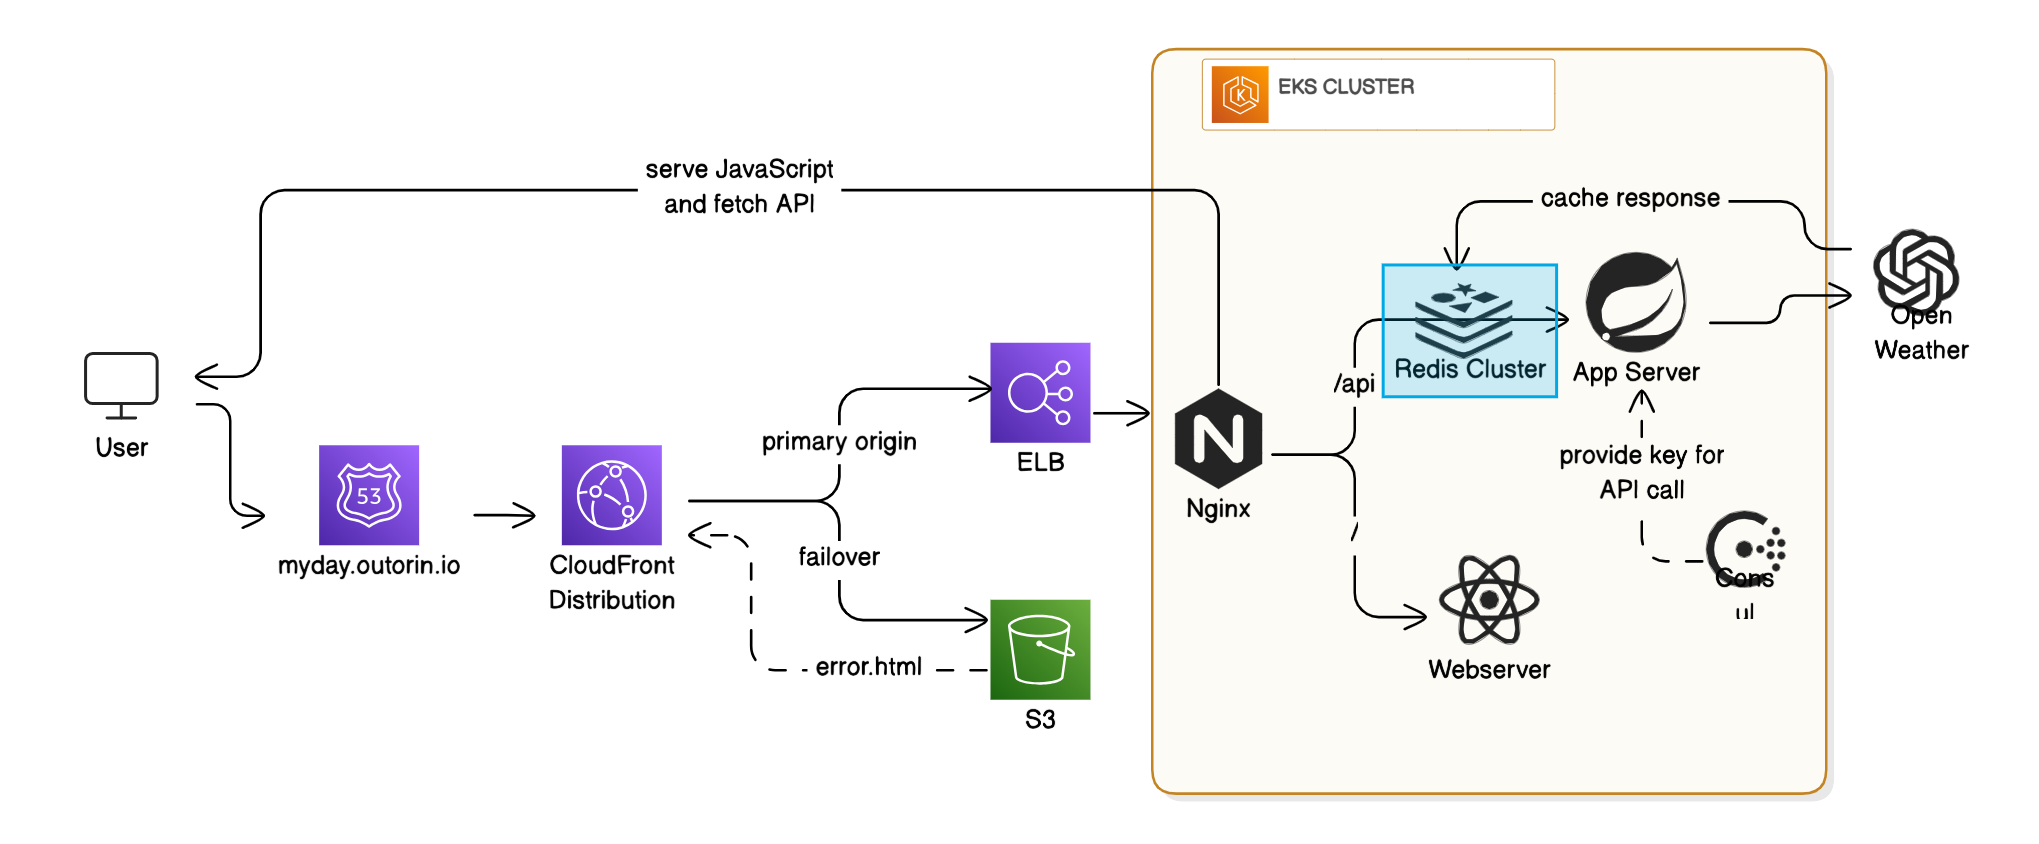 EKS CLUSTER
serve JavaScript
and fetch API
cache response
Open
Weather
Redis Cluster
App Server
/api
User
primary origin
ELB
provide key for
API call
53
myday.outorin.io
CloudFront
Distribution
failover
N
Nginx
/
Cons
ul
error.html
Webserver
S3
K